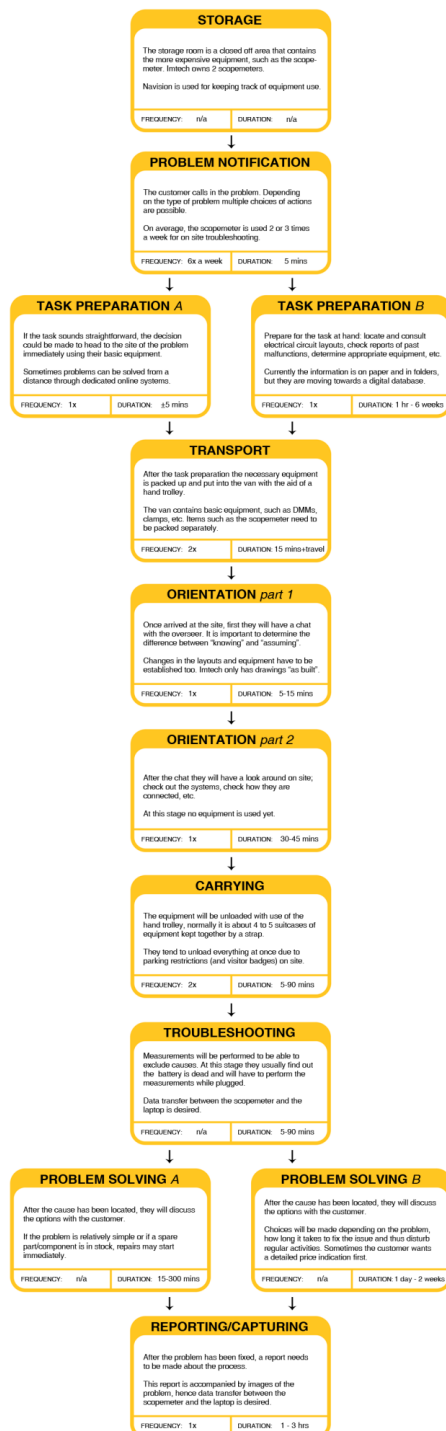 STORAGE
The storage room is a closed off area that contains
the more expensive equipment, such as the scope-
meter. Imtech owns 2 scopemeters.
Navision is used for keeping track of equipment use.
FREQUENCY: n/a DURATION: n/a
↓
PROBLEM NOTIFICATION
The customer calls in the problem. Depending
on the type of problem multiple choices of actions
are possible.
On average, the scopemeter is used 2 or 3 times
a week for on site troubleshooting.
FREQUENCY: 6x a week DURATION: 5 mins
↓ ↓
TASK PREPARATION A
If the task sounds straightforward, the decision
could be made to head to the site of the problem
immediately using their basic equipment.
Sometimes problems can be solved from a
distance through dedicated online systems.
FREQUENCY: 1x DURATION: ±5 mins
TASK PREPARATION B
Prepare for the task at hand: locate and consult
electrical circuit layouts, check reports of past
malfunctions, determine appropriate equipment, etc.
Currently the information is on paper and in folders,
but they are moving towards a digital database.
FREQUENCY: 1x DURATION: 1 hr - 6 weeks
↓ ↓
TRANSPORT
After the task preparation the necessary equipment
is packed up and put into the van with the aid of a
hand trolley.
The van contains basic equipment, such as DMMs,
clamps, etc. Items such as the scopemeter need to
be packed separately.
FREQUENCY: 2x DURATION: 15 mins+travel
↓
ORIENTATION part 1
Once arrived at the site, first they will have a chat
with the overseer. It is important to determine the
difference between "knowing" and "assuming".
Changes in the layouts and equipment have to be
established too. Imtech only has drawings "as built".
FREQUENCY: 1x DURATION: 5-15 mins
↓
ORIENTATION part 2
After the chat they will have a look around on site;
check out the systems, check how they are
connected, etc.
At this stage no equipment is used yet.
FREQUENCY: 1x DURATION: 30-45 mins
↓
CARRYING
The equipment will be unloaded with use of the
hand trolley, normally it is about 4 to 5 suitcases of
equipment kept together by a strap.
They tend to unload everything at once due to
parking restrictions (and visitor badges) on site.
FREQUENCY: 2x DURATION: 5-90 mins
↓
TROUBLESHOOTING
Measurements will be performed to be able to
exclude causes. At this stage they usually find out
the battery is dead and will have to perform the
measurements while plugged.
Data transfer between the scopemeter and the
laptop is desired.
FREQUENCY: n/a DURATION: 5-90 mins
↓ ↓
PROBLEM SOLVING A
After the cause has been located, they will discuss
the options with the customer.
If the problem is relatively simple or if a spare
part/component is in stock, repairs may start
immediately.
FREQUENCY: n/a DURATION: 15-300 mins
PROBLEM SOLVING B
After the cause has been located, they will discuss
the options with the customer.
Choices will be made depending on the problem,
how long it takes to fix the issue and thus disturb
regular activities. Sometimes the customer wants
a detailed price indication first.
FREQUENCY: n/a DURATION: 1 day - 2 weeks
↓ ↓
REPORTING/CAPTURING
After the problem has been fixed, a report needs
to be made about the process.
This report is accompanied by images of the
problem, hence data transfer between the
scopemeter and the laptop is desired.
FREQUENCY: 1x DURATION: 1 - 3 hrs